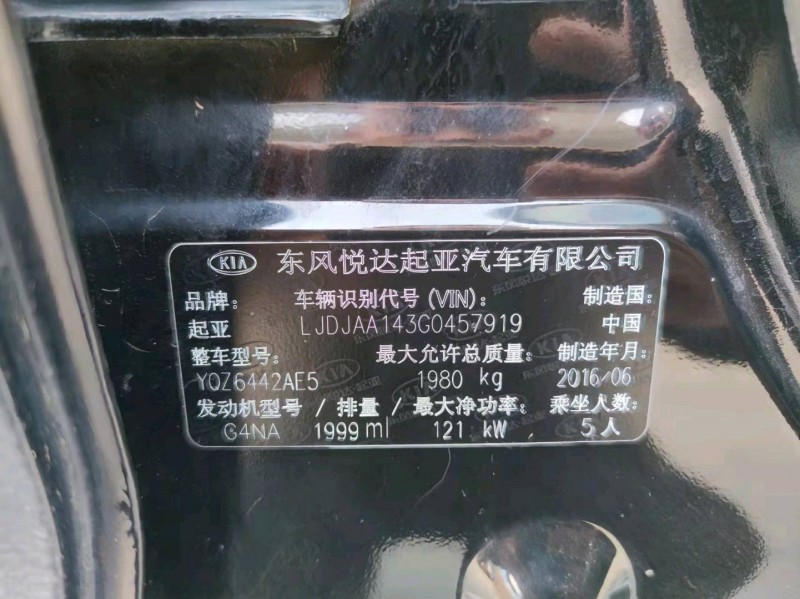 KIA 东风悦达起亚汽车有限公司
品牌: 车辆识别代号(VIN): 制造国:
起亚 LJDJAA143G0457919 中国
整车型号: 最大允许总质量: 制造年月:
YQZ6442AE5 1980 kg 2016/06
发动机型号 / 排量 / 最大净功率: 乘坐人数:
G4NA 1999ml 121 kW 5人